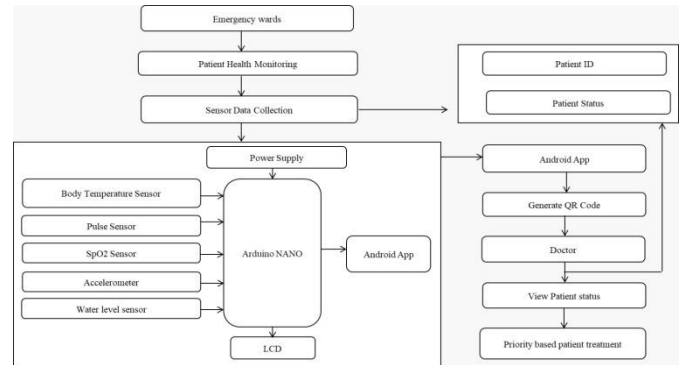 Emergency wards
Patient Health Monitoring
Sensor Data Collection
Patient ID
Patient Status
Power Supply
Body Temperature Sensor
Pulse Sensor
SpO2 Sensor
Accelerometer
Water level sensor
Arduino NANO
Android App
LCD
Android App
Generate QR Code
Doctor
View Patient status
Priority based patient treatment